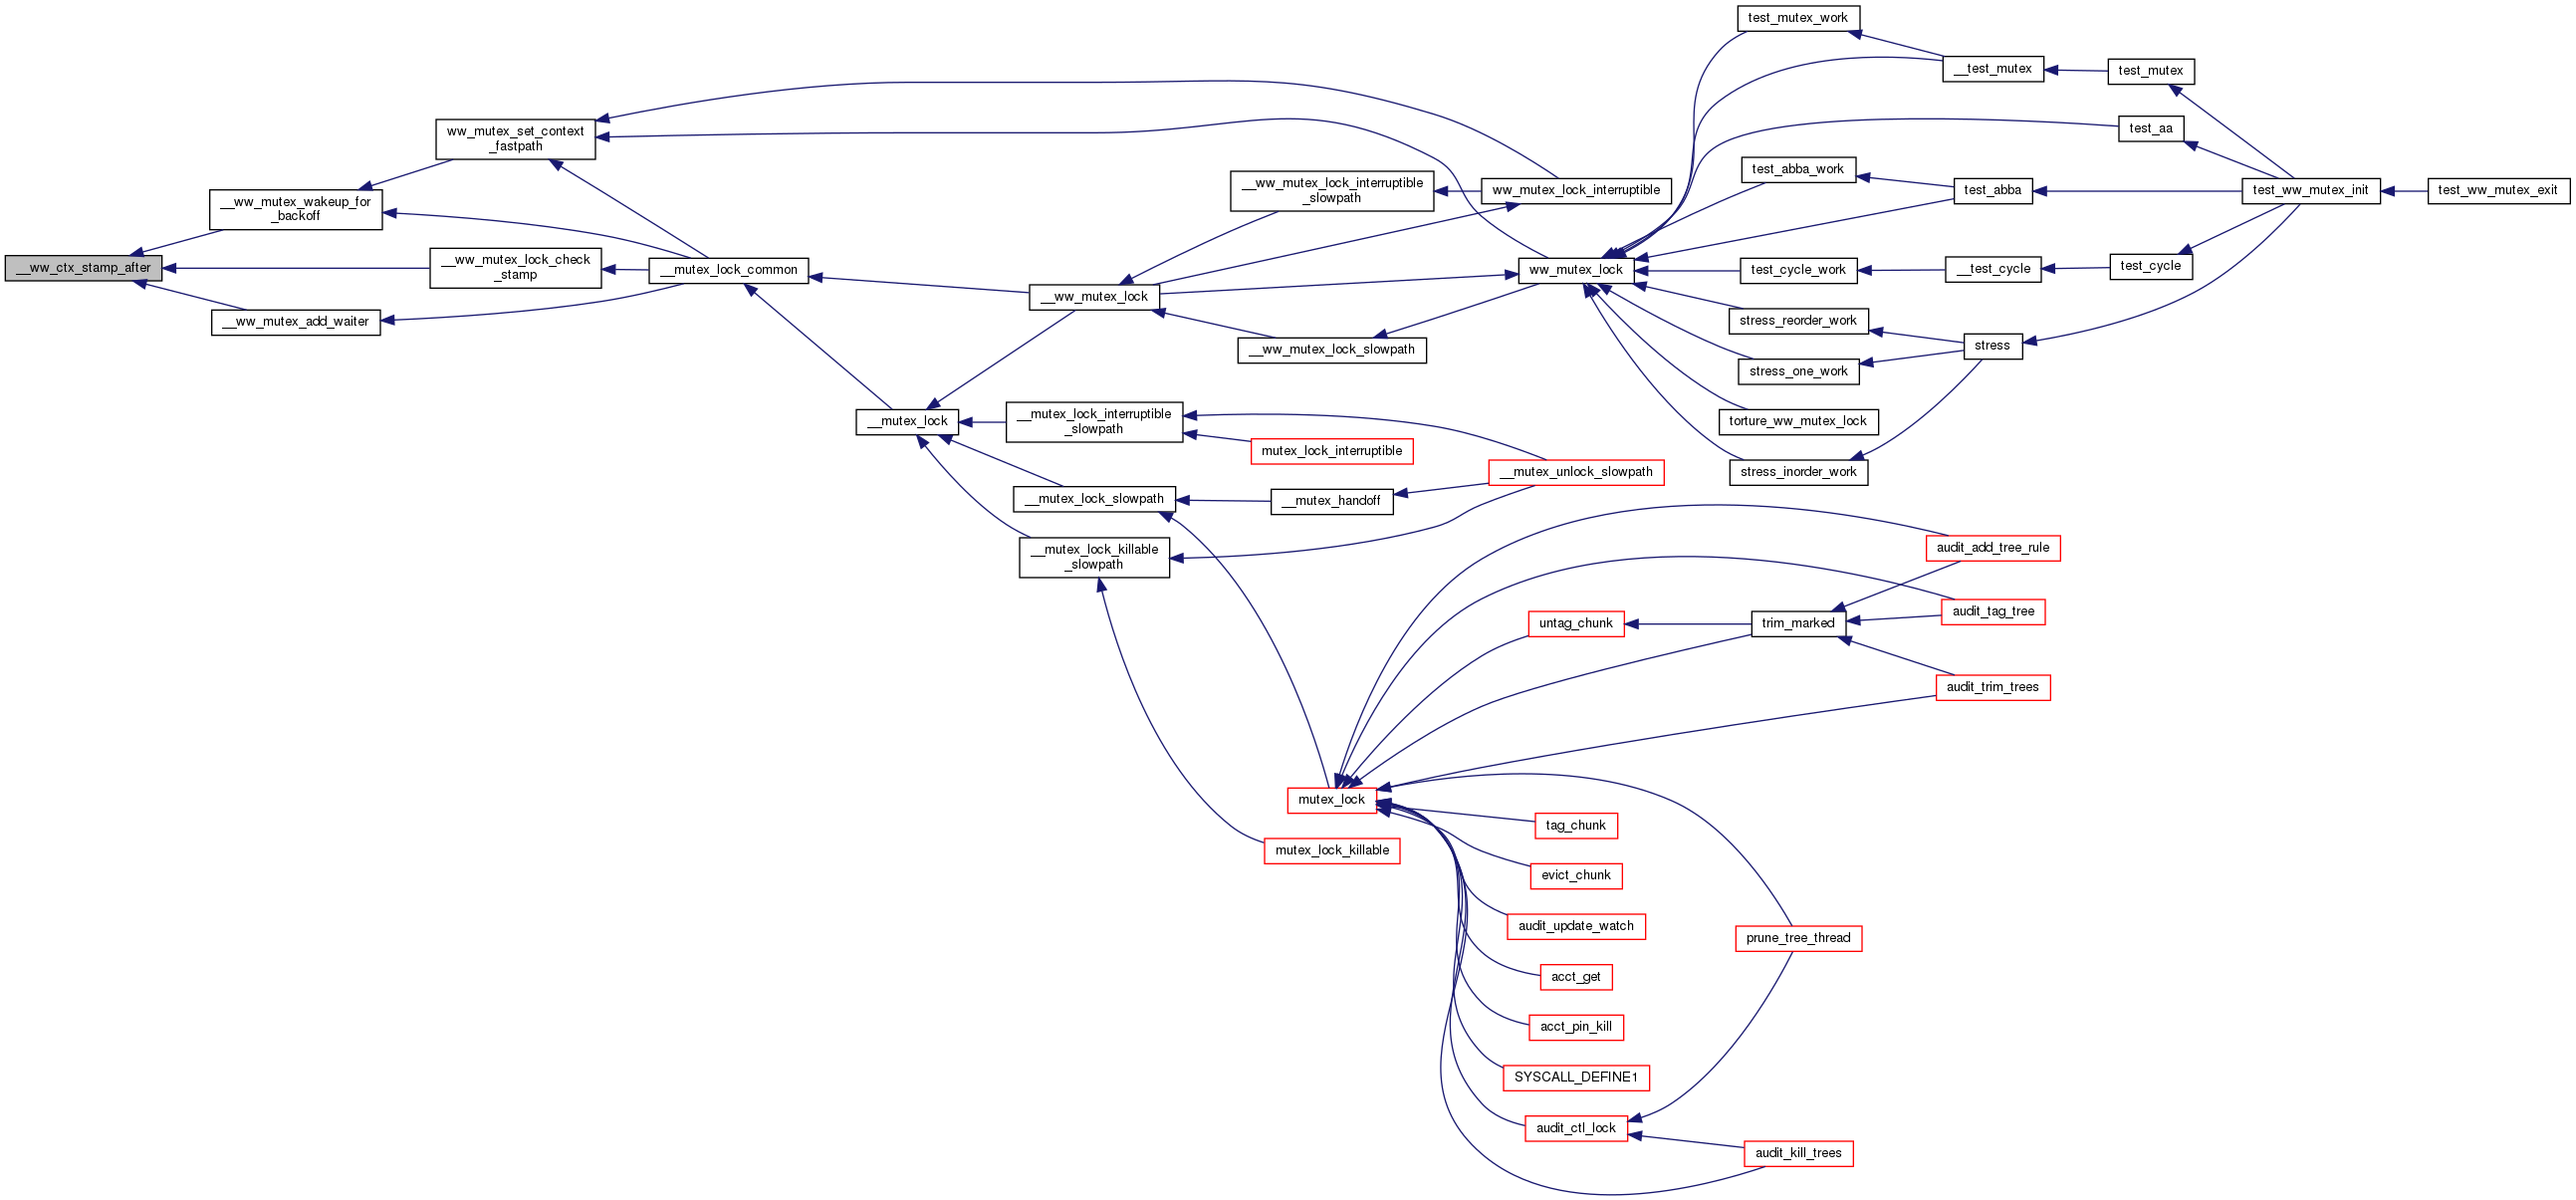 __ww_ctx_stamp_after
__ww_mutex_wakeup_for
_backoff
__ww_mutex_add_waiter
ww_mutex_set_context
_fastpath
__ww_mutex_lock_check
_stamp
__mutex_lock_common
__mutex_lock
__ww_mutex_lock
__mutex_lock_interruptible
_slowpath
__mutex_lock_slowpath
__mutex_lock_killable
_slowpath
__ww_mutex_lock_interruptible
_slowpath
__ww_mutex_lock_slowpath
mutex_lock_interruptible
__mutex_handoff
mutex_lock
mutex_lock_killable
ww_mutex_lock_interruptible
ww_mutex_lock
__mutex_unlock_slowpath
untag_chunk
tag_chunk
evict_chunk
audit_update_watch
acct_get
acct_pin_kill
SYSCALL_DEFINE1
audit_ctl_lock
test_mutex_work
test_abba_work
test_cycle_work
stress_reorder_work
stress_one_work
torture_ww_mutex_lock
stress_inorder_work
trim_marked
prune_tree_thread
audit_kill_trees
__test_mutex
test_abba
__test_cycle
stress
audit_add_tree_rule
audit_tag_tree
audit_trim_trees
test_mutex
test_aa
test_cycle
test_ww_mutex_init
test_ww_mutex_exit